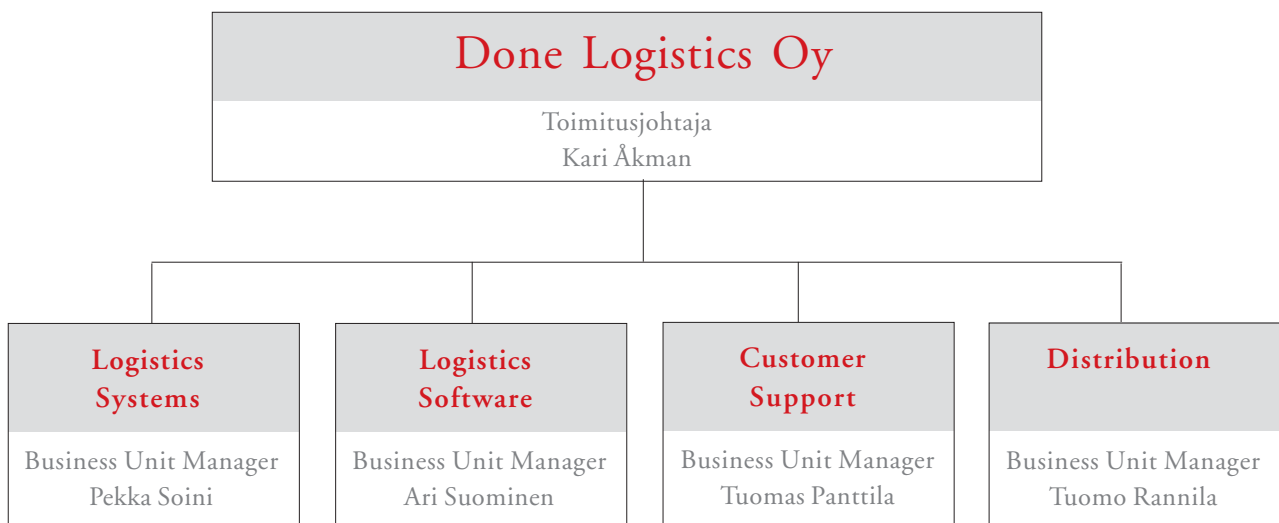 Done Logistics Oy
Toimitusjohtaja
Kari Åkman
Logistics
Systems
Business Unit Manager
Pekka Soini
Logistics
Software
Business Unit Manager
Ari Suominen
Customer
Support
Business Unit Manager
Tuomas Panttila
Distribution
Business Unit Manager
Tuomo Rannila